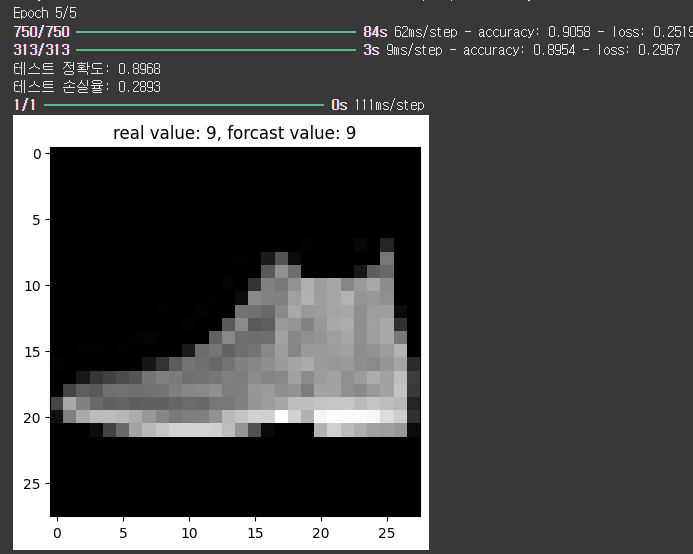 Epoch 5/5
750/750 84s 62ms/step - accuracy: 0.9058 - loss: 0.2519
313/313 3s 9ms/step - accuracy: 0.8954 - loss: 0.2967
테스트 정확도: 0.8968
테스트 손실율: 0.2893
1/1 0s 111ms/step
real value: 9, forcast value: 9
0
5
10
15
20
25
0 5 10 15 20 25